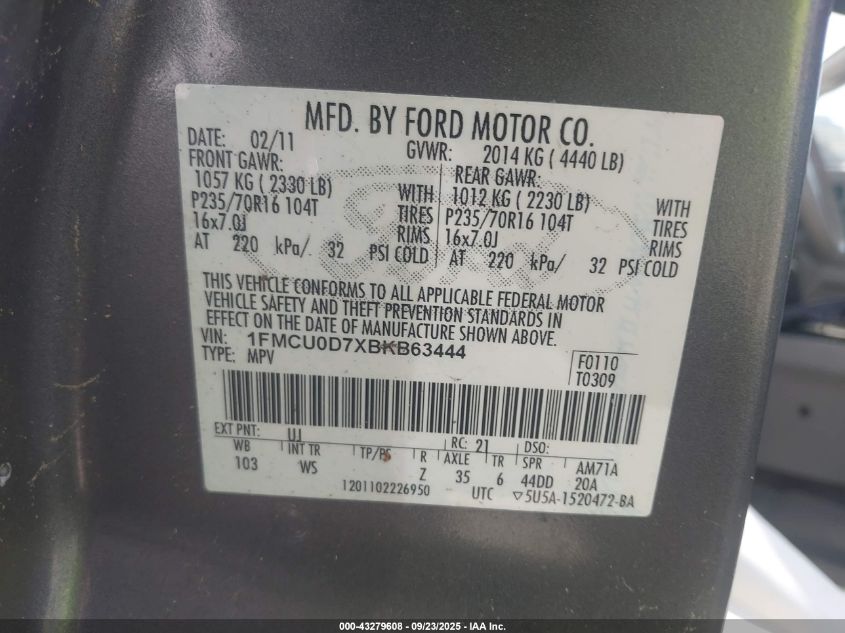 MFD. BY FORD MOTOR CO.
DATE: 02/11 GVWR: 2014 KG ( 4440 LB)
FRONT GAWR: REAR GAWR:
1057 KG ( 2330 LB) WITH 1012 KG ( 2230 LB) WITH
P235/70R16 104T TIRES P235/70R16 104T TIRES
16x7.0J RIMS 16x7.0J RIMS
AT 220 kPa/ 32 PSI COLD AT 220 kPa/ 32 PSI COLD
THIS VEHICLE CONFORMS TO ALL APPLICABLE FEDERAL MOTOR
VEHICLE SAFETY AND THEFT PREVENTION STANDARDS IN
EFFECT ON THE DATE OF MANUFACTURE SHOWN ABOVE.
VIN: 1FMCU0D7XBKB63444
TYPE: MPV
F0110
T0309
EXT PNT: UJ RC: 21 DSO:
WB INT TR TP/PS R AXLE TR SPR AM71A
103 WS Z 35 6 44DD 20A
1201102226950 UTC ▽5U5A-1520472-BA
000-43279608 - 09/23/2025 - IAA Inc.